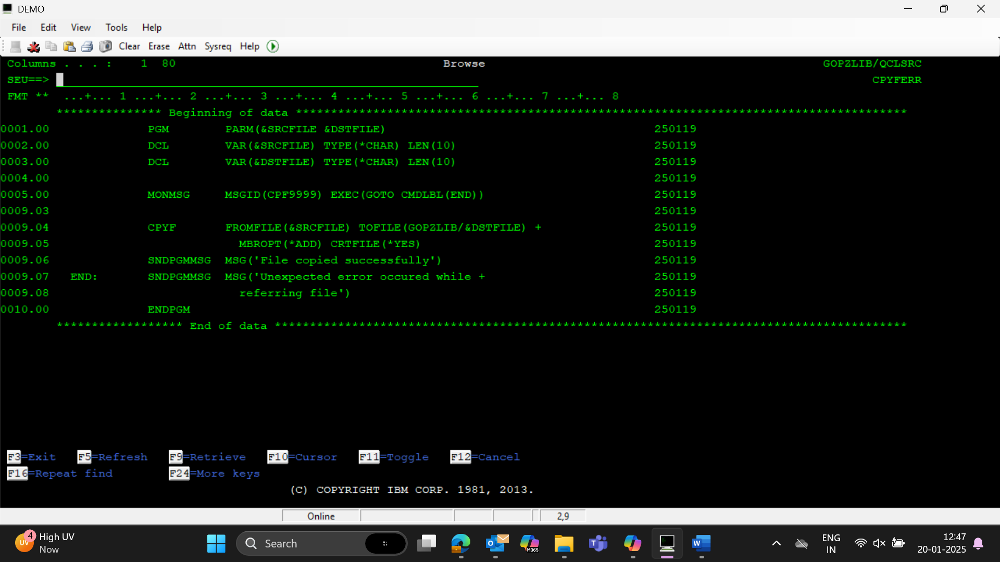 DEMO
File Edit View Tools Help
Clear Erase Attn Sysreq Help
Columns . . . : 1 80 Browse GOPZLIB/QCLSRC
SEU==> CPYFERR
FMT ** ...+... 1 ...+... 2 ...+... 3 ...+... 4 ...+... 5 ...+... 6 ...+... 7 ...+... 8
*************** Beginning of data ***************************************************************************************
0001.00 PGM PARM(&SRCFILE &DSTFILE) 250119
0002.00 DCL VAR(&SRCFILE) TYPE(*CHAR) LEN(10) 250119
0003.00 DCL VAR(&DSTFILE) TYPE(*CHAR) LEN(10) 250119
0004.00 250119
0005.00 MONMSG MSGID(CPF9999) EXEC(GOTO CMDLBL(END)) 250119
0009.03 250119
0009.04 CPYF FROMFILE(&SRCFILE) TOFILE(GOPZLIB/&DSTFILE) + 250119
0009.05 MBROPT(*ADD) CRTFILE(*YES) 250119
0009.06 SNDPGMMSG MSG('File copied successfully') 250119
0009.07 END: SNDPGMMSG MSG('Unexpected error occured while + 250119
0009.08 referring file') 250119
0010.00 ENDPGM 250119
****************** End of data ******************************************************************************************
F3=Exit F5=Refresh F9=Retrieve F10=Cursor F11=Toggle F12=Cancel
F16=Repeat find F24=More keys
(C) COPYRIGHT IBM CORP. 1981, 2013.
Online 2,9
UV 4 High UV
Now
Search
M365
ENG
IN
12:47
20-01-2025